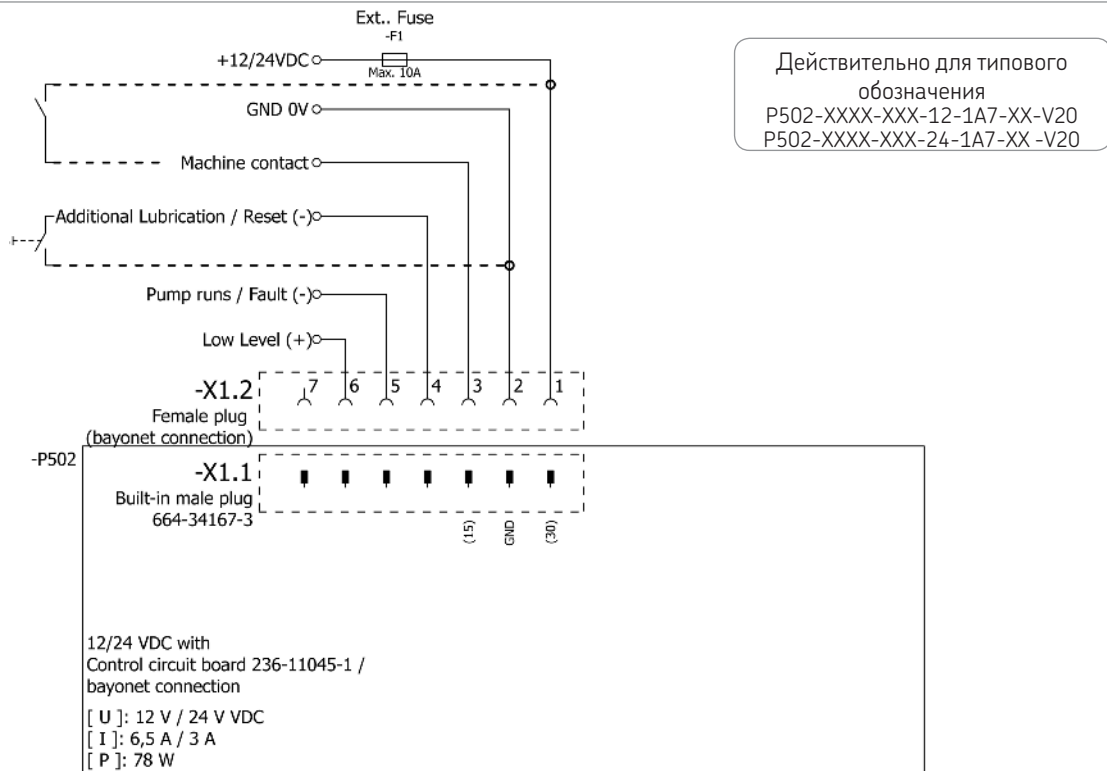 Ext.. Fuse
-F1
+12/24VDC
Max. 10A
GND 0V
Machine contact
Additional Lubrication / Reset (-)
Pump runs / Fault (-)
Low Level (+)
-X1.2
7 6 5 4 3 2 1
Female plug
(bayonet connection)
-P502
-X1.1
Built-in male plug
664-34167-3
(15) GND (30)
12/24 VDC with
Control circuit board 236-11045-1 /
bayonet connection
[ U ]: 12 V / 24 V VDC
[ I ]: 6,5 A / 3 A
[ P ]: 78 W
Действительно для типового
обозначения
P502-XXXX-XXX-12-1A7-XX-V20
P502-XXXX-XXX-24-1A7-XX -V20